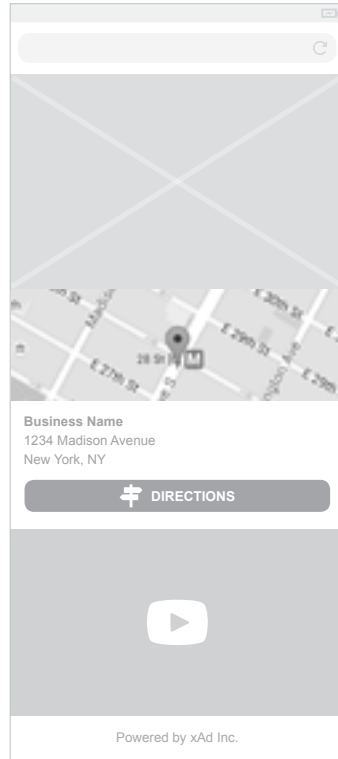 E 30th St
E 29th St
28 St
M
E 27th St
E 29th
Business Name
1234 Madison Avenue
New York, NY
DIRECTIONS
Powered by xAd Inc.